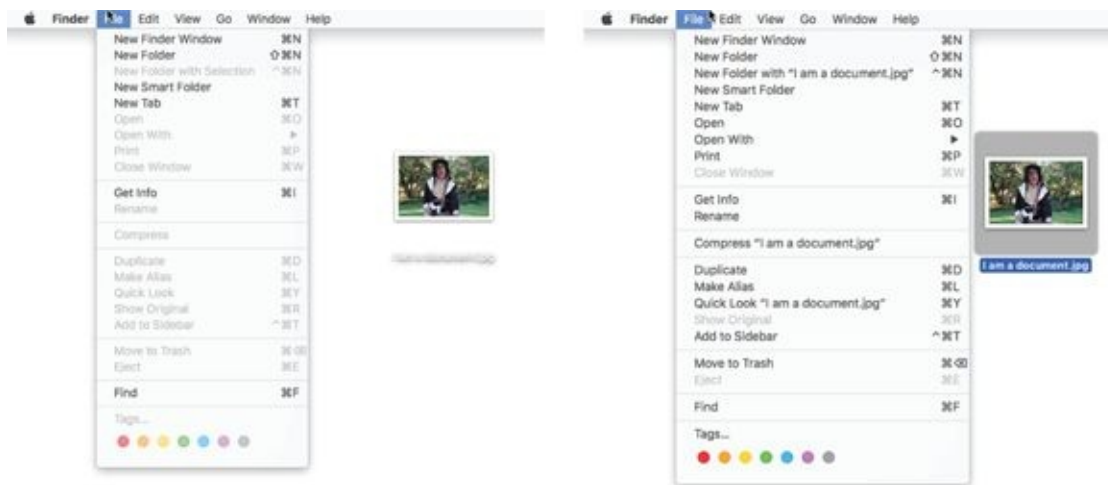 Finder File Edit View Go Window Help
New Finder Window ⌘N
New Folder ⇧⌘N
New Folder with Selection ^⌘N
New Smart Folder
New Tab ⌘T
Open ⌘O
Open With ▶
Print ⌘P
Close Window ⌘W
Get Info ⌘I
Rename
Compress
Duplicate ⌘D
Make Alias ⌘L
Quick Look ⌘Y
Show Original ⌘R
Add to Sidebar ^⌘T
Move to Trash ⌘⌫
Eject ⌘E
Find ⌘F
Tags...
I am a document.jpg
Finder File Edit View Go Window Help
New Finder Window ⌘N
New Folder ⇧⌘N
New Folder with "I am a document.jpg" ^⌘N
New Smart Folder
New Tab ⌘T
Open ⌘O
Open With ▶
Print ⌘P
Close Window ⌘W
Get Info ⌘I
Rename
Compress "I am a document.jpg"
Duplicate ⌘D
Make Alias ⌘L
Quick Look "I am a document.jpg" ⌘Y
Show Original ⌘R
Add to Sidebar ^⌘T
Move to Trash ⌘⌫
Eject ⌘E
Find ⌘F
Tags...
I am a document.jpg